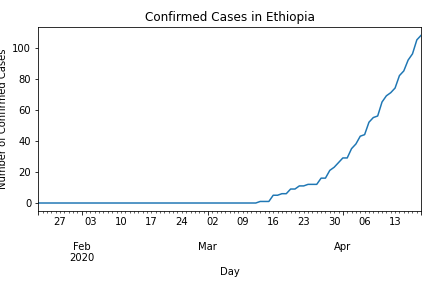 Confirmed Cases in Ethiopia
Number of Confirmed Cases
100
80
60
40
20
0
27 03 10 17 24 02 09 16 23 30 06 13
Feb Mar Apr
2020
Day